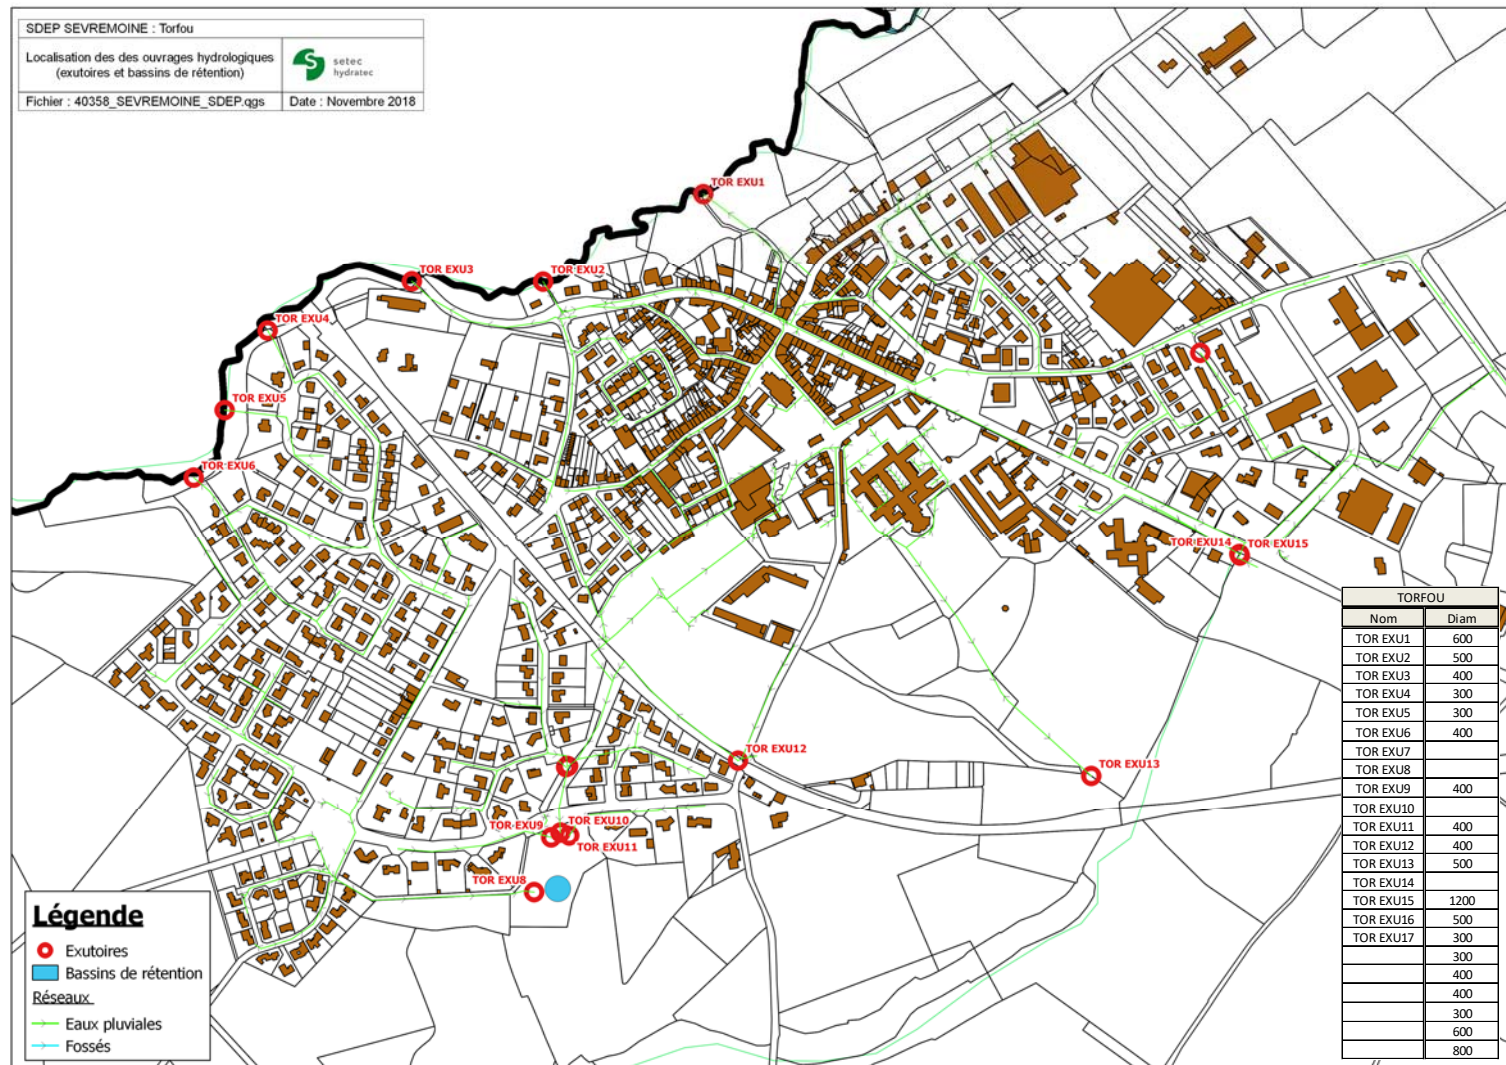 SDEP SEVREMOINE : Torfou
Localisation des des ouvrages hydrologiques
(exutoires et bassins de rétention)
S
setec
hydratec
Fichier : 40358_SEVREMOINE_SDEP.qgs
Date : Novembre 2018
TOR EXU1
TOR EXU3
TOR EXU2
TOR EXU4
TOR EXU5
TOR EXU6
TOR EXU14
TOR EXU15
TOR EXU12
TOR EXU13
TOR EXU9
TOR EXU10
TOR EXU11
TOR EXU8
Légende
Exutoires
Bassins de rétention
Réseaux
Eaux pluviales
Fossés
TORFOU
Nom Diam
TOR EXU1 600
TOR EXU2 500
TOR EXU3 400
TOR EXU4 300
TOR EXU5 300
TOR EXU6 400
TOR EXU7
TOR EXU8
TOR EXU9 400
TOR EXU10
TOR EXU11 400
TOR EXU12 400
TOR EXU13 500
TOR EXU14
TOR EXU15 1200
TOR EXU16 500
TOR EXU17 300
300
400
400
300
600
800